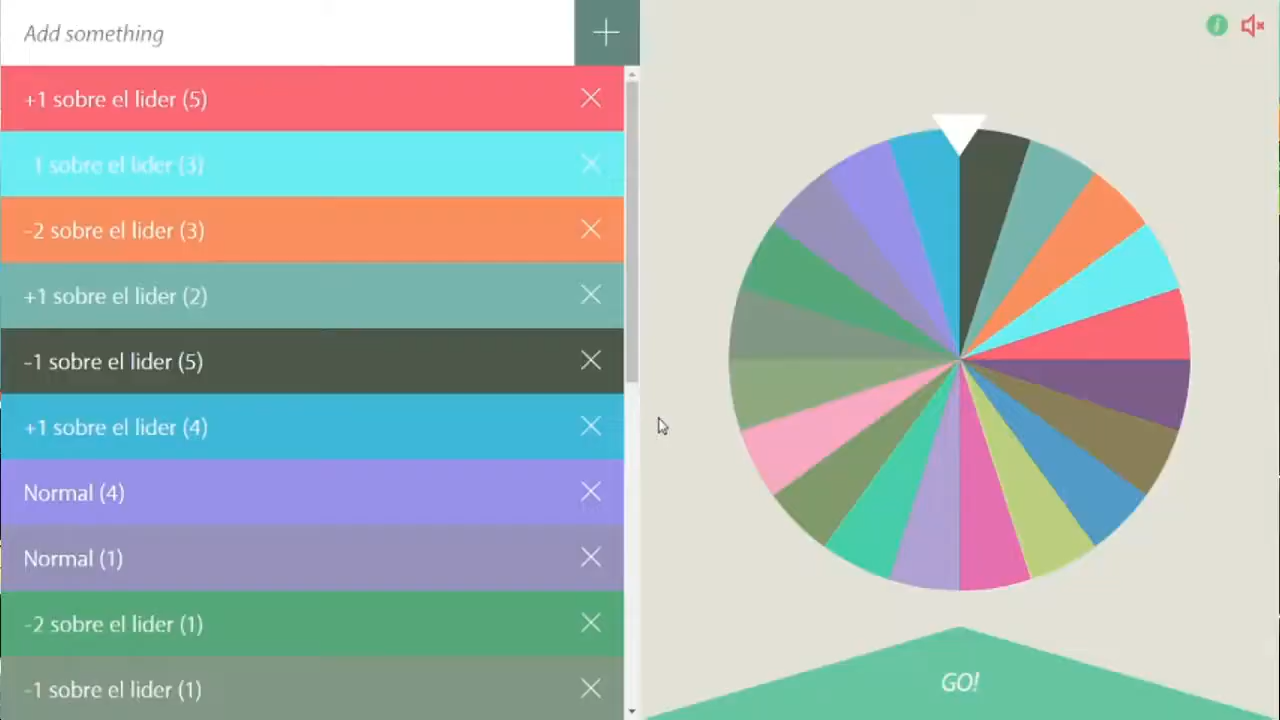 Add something
+1 sobre el lider (5)
1 sobre el lider (3)
-2 sobre el lider (3)
+1 sobre el lider (2)
-1 sobre el lider (5)
+1 sobre el lider (4)
Normal (4)
Normal (1)
-2 sobre el lider (1)
-1 sobre el lider (1)
GO!